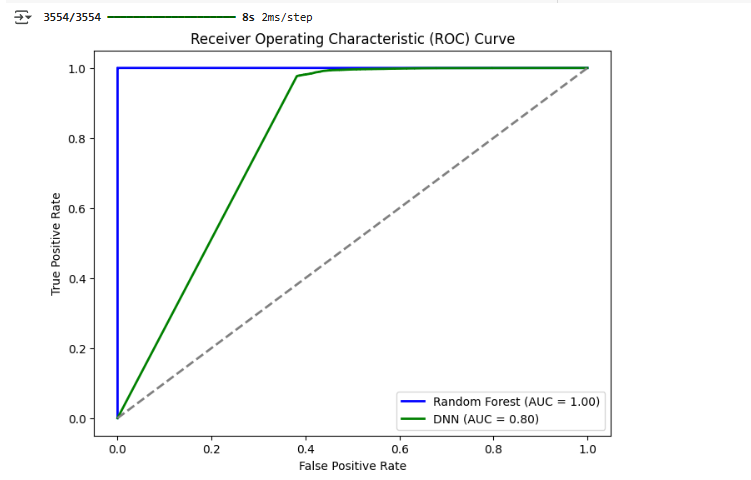 3554/3554 ━━━━━━━━━━━━━━━━━━━━ 8s 2ms/step
Receiver Operating Characteristic (ROC) Curve
1.0
0.8
0.6
0.4
0.2
0.0
True Positive Rate
Random Forest (AUC = 1.00)
DNN (AUC = 0.80)
0.0 0.2 0.4 0.6 0.8 1.0
False Positive Rate